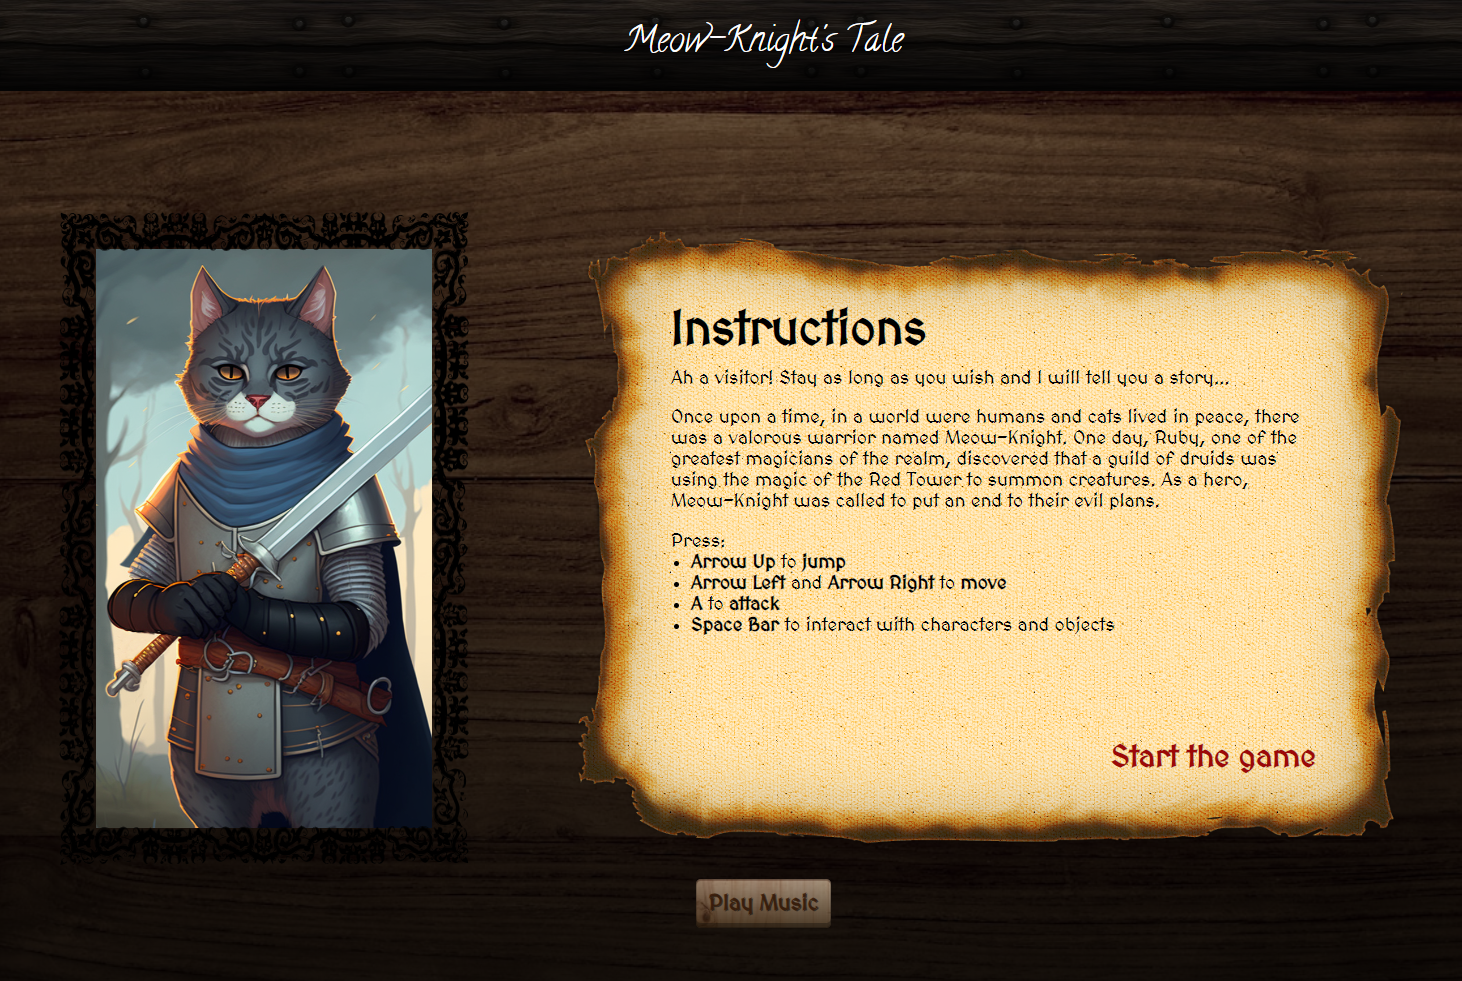 Meow-Knight's Tale
Instructions
Ah a visitor! Stay as long as you wish and I will tell you a story...
Once upon a time, in a world were humans and cats lived in peace, there
was a valorous warrior named Meow-Knight. One day, Ruby, one of the
greatest magicians of the realm, discovered that a guild of druids was
using the magic of the Red Tower to summon creatures. As a hero,
Meow-Knight was called to put an end to their evil plans.
Press:
• Arrow Up to jump
• Arrow Left and Arrow Right to move
• A to attack
• Space Bar to interact with characters and objects
Start the game
Play Music